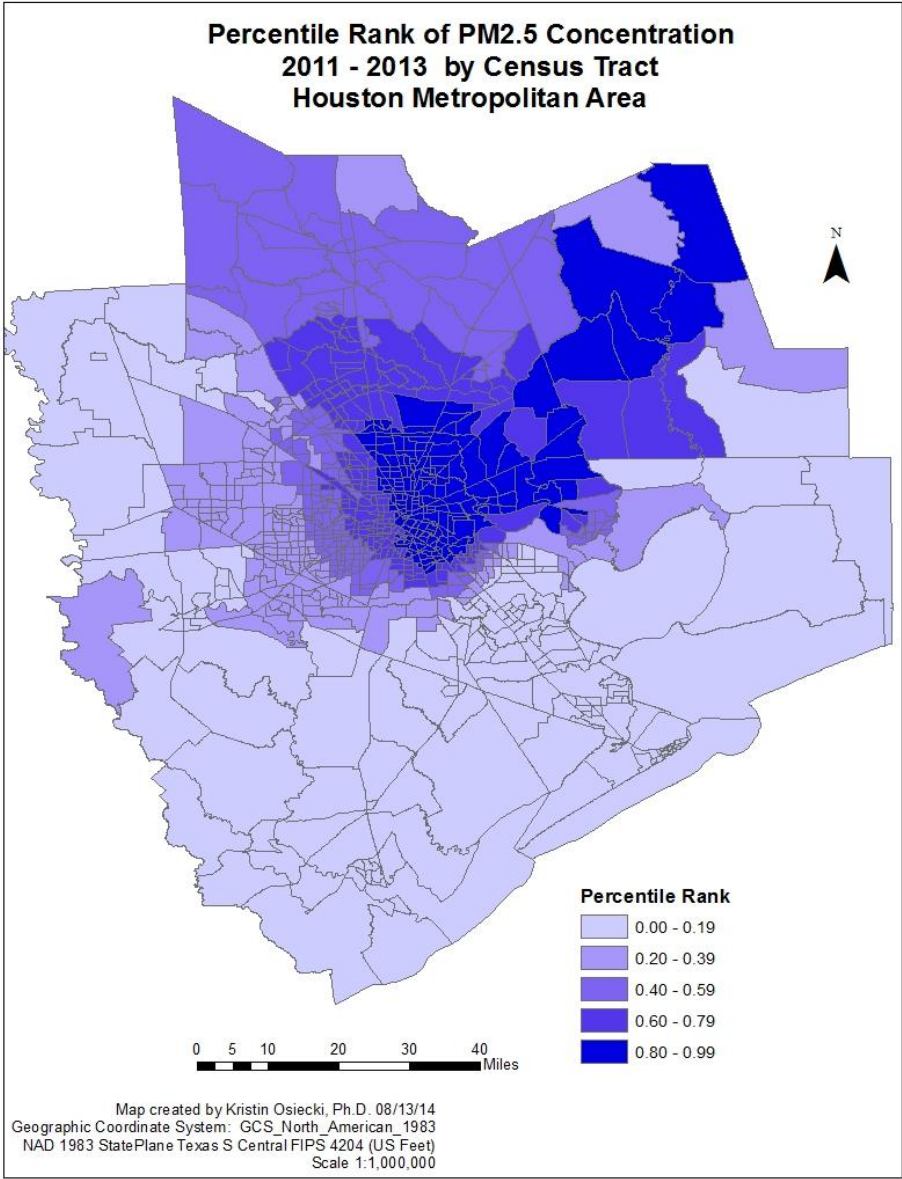 Percentile Rank of PM2.5 Concentration
2011 - 2013 by Census Tract
Houston Metropolitan Area
N
Percentile Rank
0.00 - 0.19
0.20 - 0.39
0.40 - 0.59
0.60 - 0.79
0.80 - 0.99
0 5 10 20 30 40
Miles
Map created by Kristin Osiecki, Ph.D. 08/13/14
Geographic Coordinate System: GCS_North_American_1983
NAD 1983 StatePlane Texas S Central FIPS 4204 (US Feet)
Scale 1:1,000,000